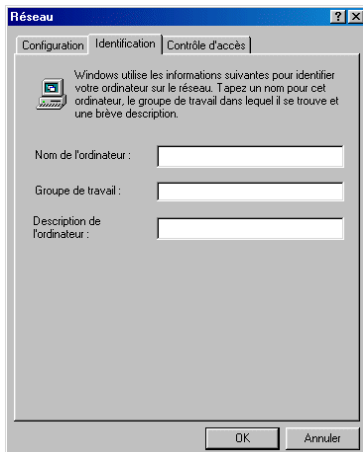 Réseau
Configuration Identification Contrôle d'accès
Windows utilise les informations suivantes pour identifier
votre ordinateur sur le réseau. Tapez un nom pour cet
ordinateur, le groupe de travail dans lequel il se trouve et
une brève description.
Nom de l'ordinateur :
Groupe de travail :
Description de
l'ordinateur :
OK Annuler